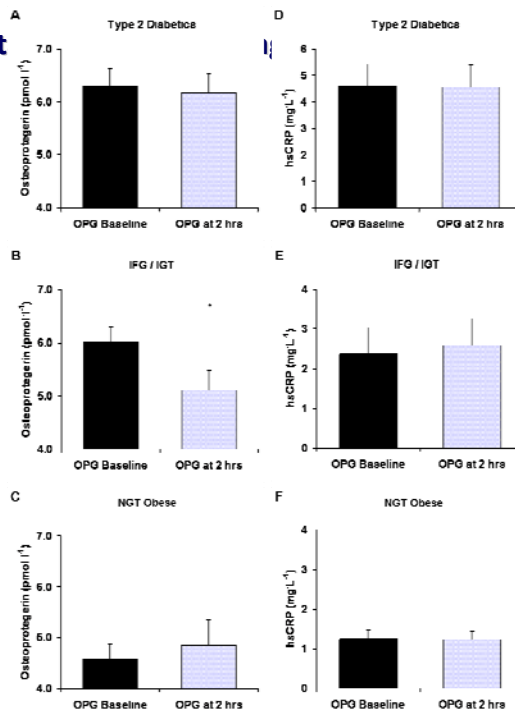 A
Type 2 Diabetics
t
7.0
6.0
5.0
4.0
Osteoprotegerin (pmol l-1)
OPG Baseline
OPG at 2 hrs
D
Type 2 Diabetics
6
5
4
3
2
1
0
hsCRP (mg·L-1)
OPG Baseline
OPG at 2 hrs
B
IFG / IGT
7.0
6.0
5.0
4.0
Osteoprotegerin (pmol l-1)
*
OPG Baseline
OPG at 2 hrs
E
IFG / IGT
4
3
2
1
0
hsCRP (mg·L-1)
OPG Baseline
OPG at 2 hrs
C
NGT Obese
7.0
6.0
5.0
4.0
Osteoprotegerin (pmol l-1)
OPG Baseline
OPG at 2 hrs
F
NGT Obese
4
3
2
1
0
hsCRP (mg·L-1)
OPG Baseline
OPG at 2 hrs